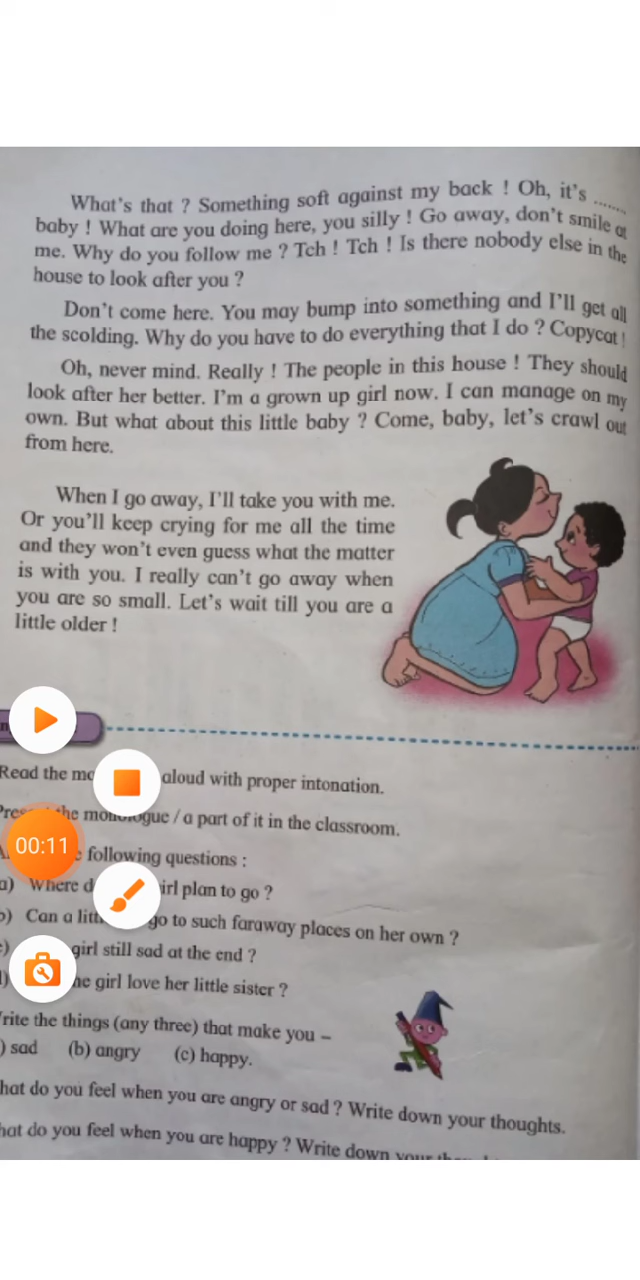 What's that ? Something soft against my back ! Oh, it's .......
baby ! What are you doing here, you silly ! Go away, don't smile at
me. Why do you follow me ? Tch ! Tch ! Is there nobody else in the
house to look after you ?
Don't come here. You may bump into something and I'll get all
the scolding. Why do you have to do everything that I do ? Copycat !
Oh, never mind. Really ! The people in this house ! They should
look after her better. I'm a grown up girl now. I can manage on my
own. But what about this little baby ? Come, baby, let's crawl out
from here.
When I go away, I'll take you with me.
Or you'll keep crying for me all the time
and they won't even guess what the matter
is with you. I really can't go away when
you are so small. Let's wait till you are a
little older !
Read the mo aloud with proper intonation.
the monologue / a part of it in the classroom.
00:11 following questions :
a) Where d irl plan to go ?
b) Can a litt go to such faraway places on her own ?
girl still sad at the end ?
he girl love her little sister ?
rite the things (any three) that make you –
) sad (b) angry (c) happy.
hat do you feel when you are angry or sad ? Write down your thoughts.
hat do you feel when you are happy ? Write down your